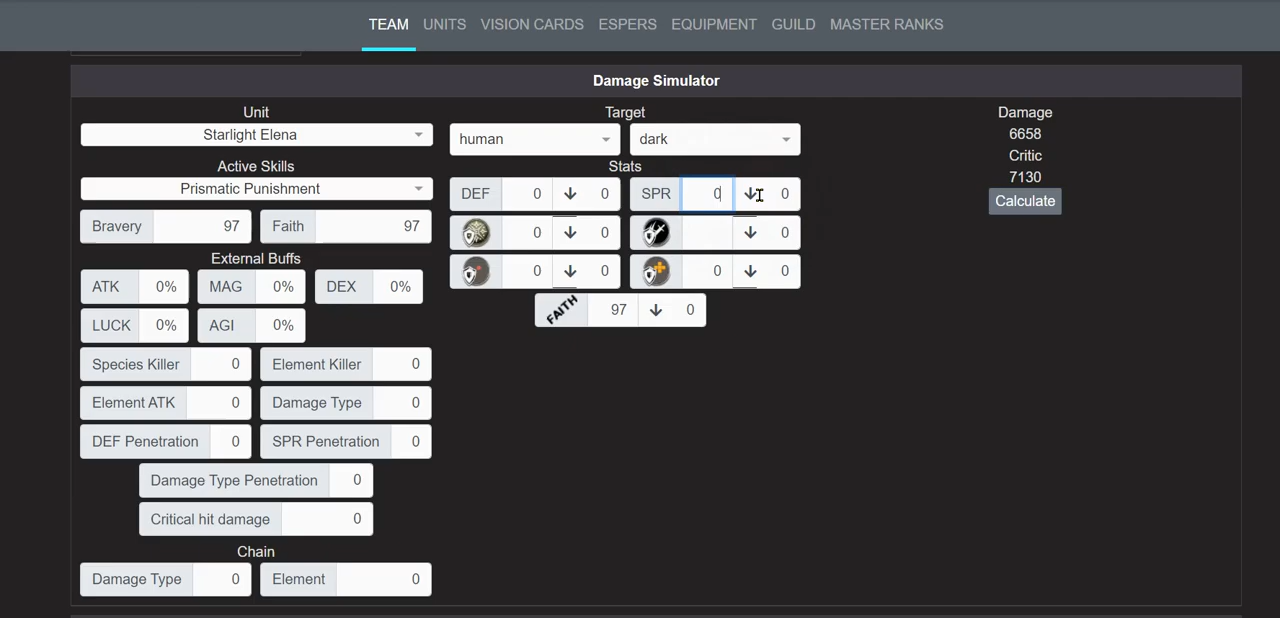 TEAM UNITS VISION CARDS ESPERS EQUIPMENT GUILD MASTER RANKS
Damage Simulator
Unit
Starlight Elena
Active Skills
Prismatic Punishment
Bravery 97 Faith 97
External Buffs
ATK 0% MAG 0% DEX 0%
LUCK 0% AGI 0%
Species Killer 0 Element Killer 0
Element ATK 0 Damage Type 0
DEF Penetration 0 SPR Penetration 0
Damage Type Penetration 0
Critical hit damage 0
Chain
Damage Type 0 Element 0
Target
human dark
Stats
DEF 0 0 SPR 0 0
0 0 0
0 0 0 0
FAITH 97 0
Damage
6658
Critic
7130
Calculate